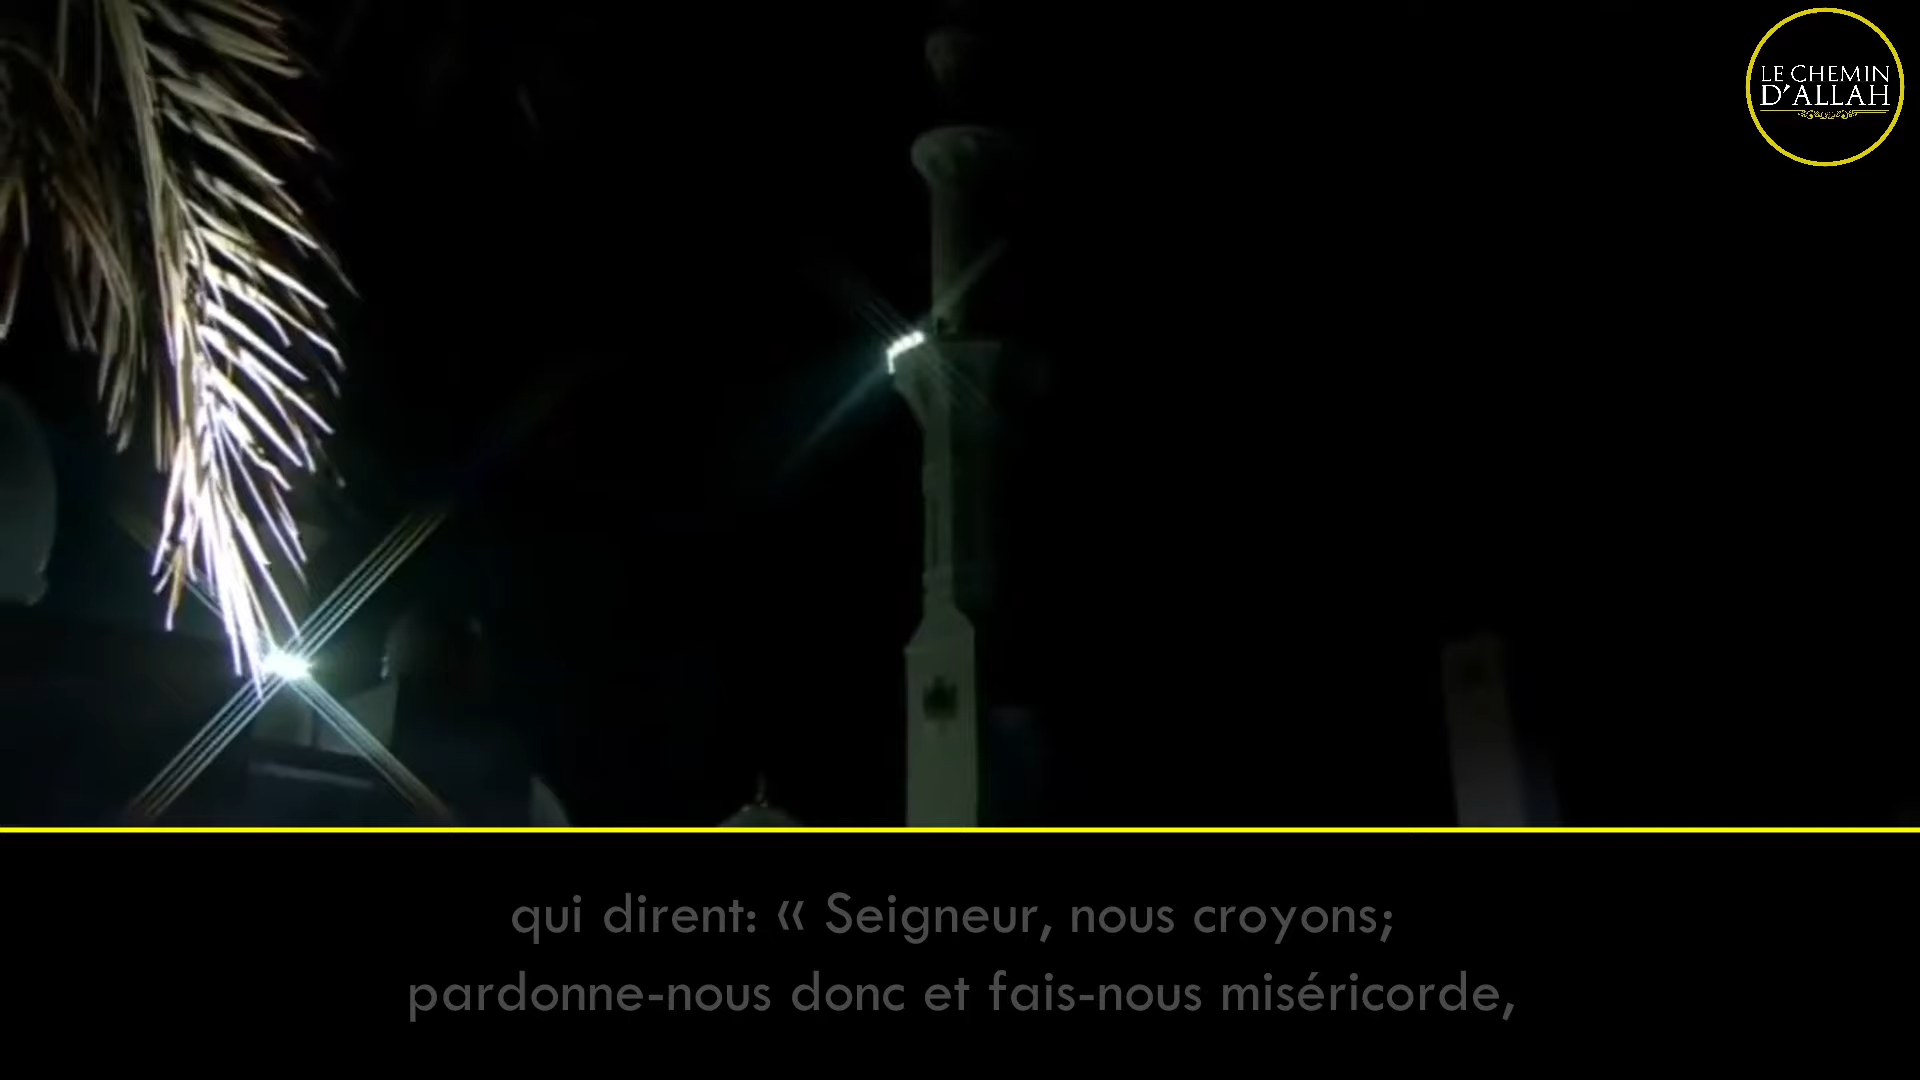 LE CHEMIN
D'ALLAH
qui dirent: « Seigneur, nous croyons;
pardonne-nous donc et fais-nous miséricorde,